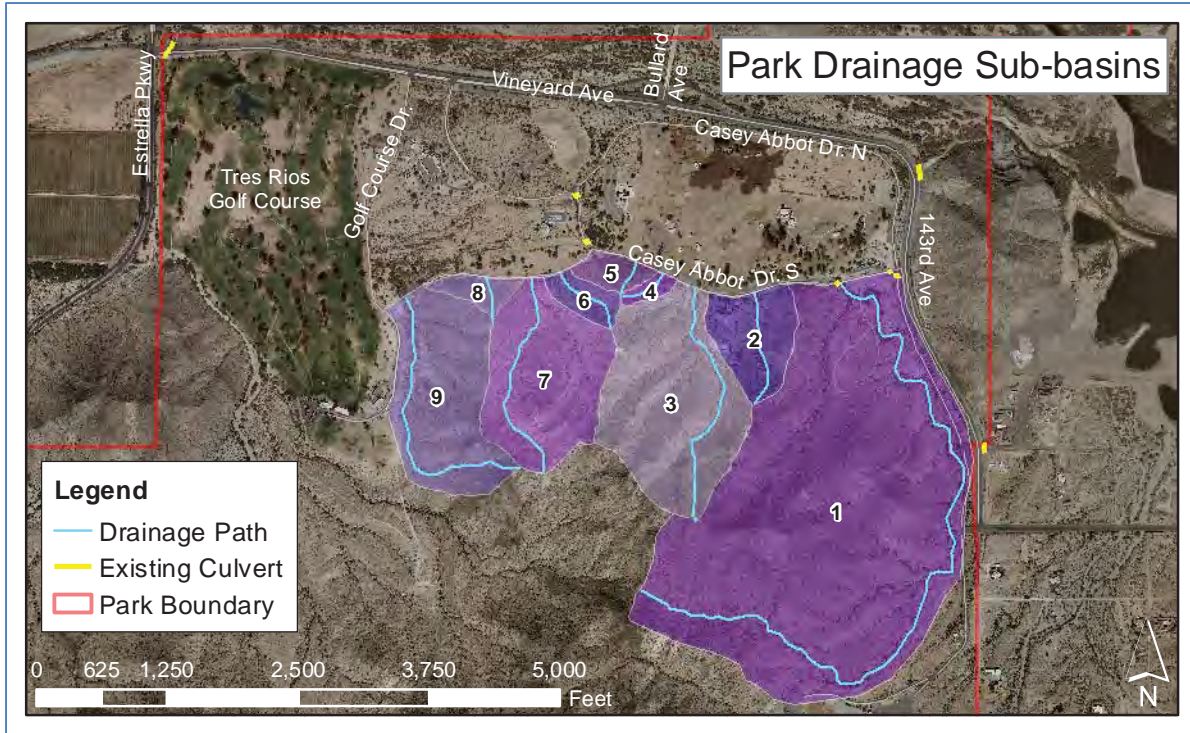 Park Drainage Sub-basins
Estrella Pkwy
Bullard
Ave
Vineyard Ave
Casey Abbot Dr. N
Golf Course Dr.
Tres Rios
Golf Course
143rd Ave
Casey Abbot Dr. S
5
4
8
6
2
7
9
3
1
Legend
Drainage Path
Existing Culvert
Park Boundary
0 625 1,250 2,500 3,750 5,000
Feet
N